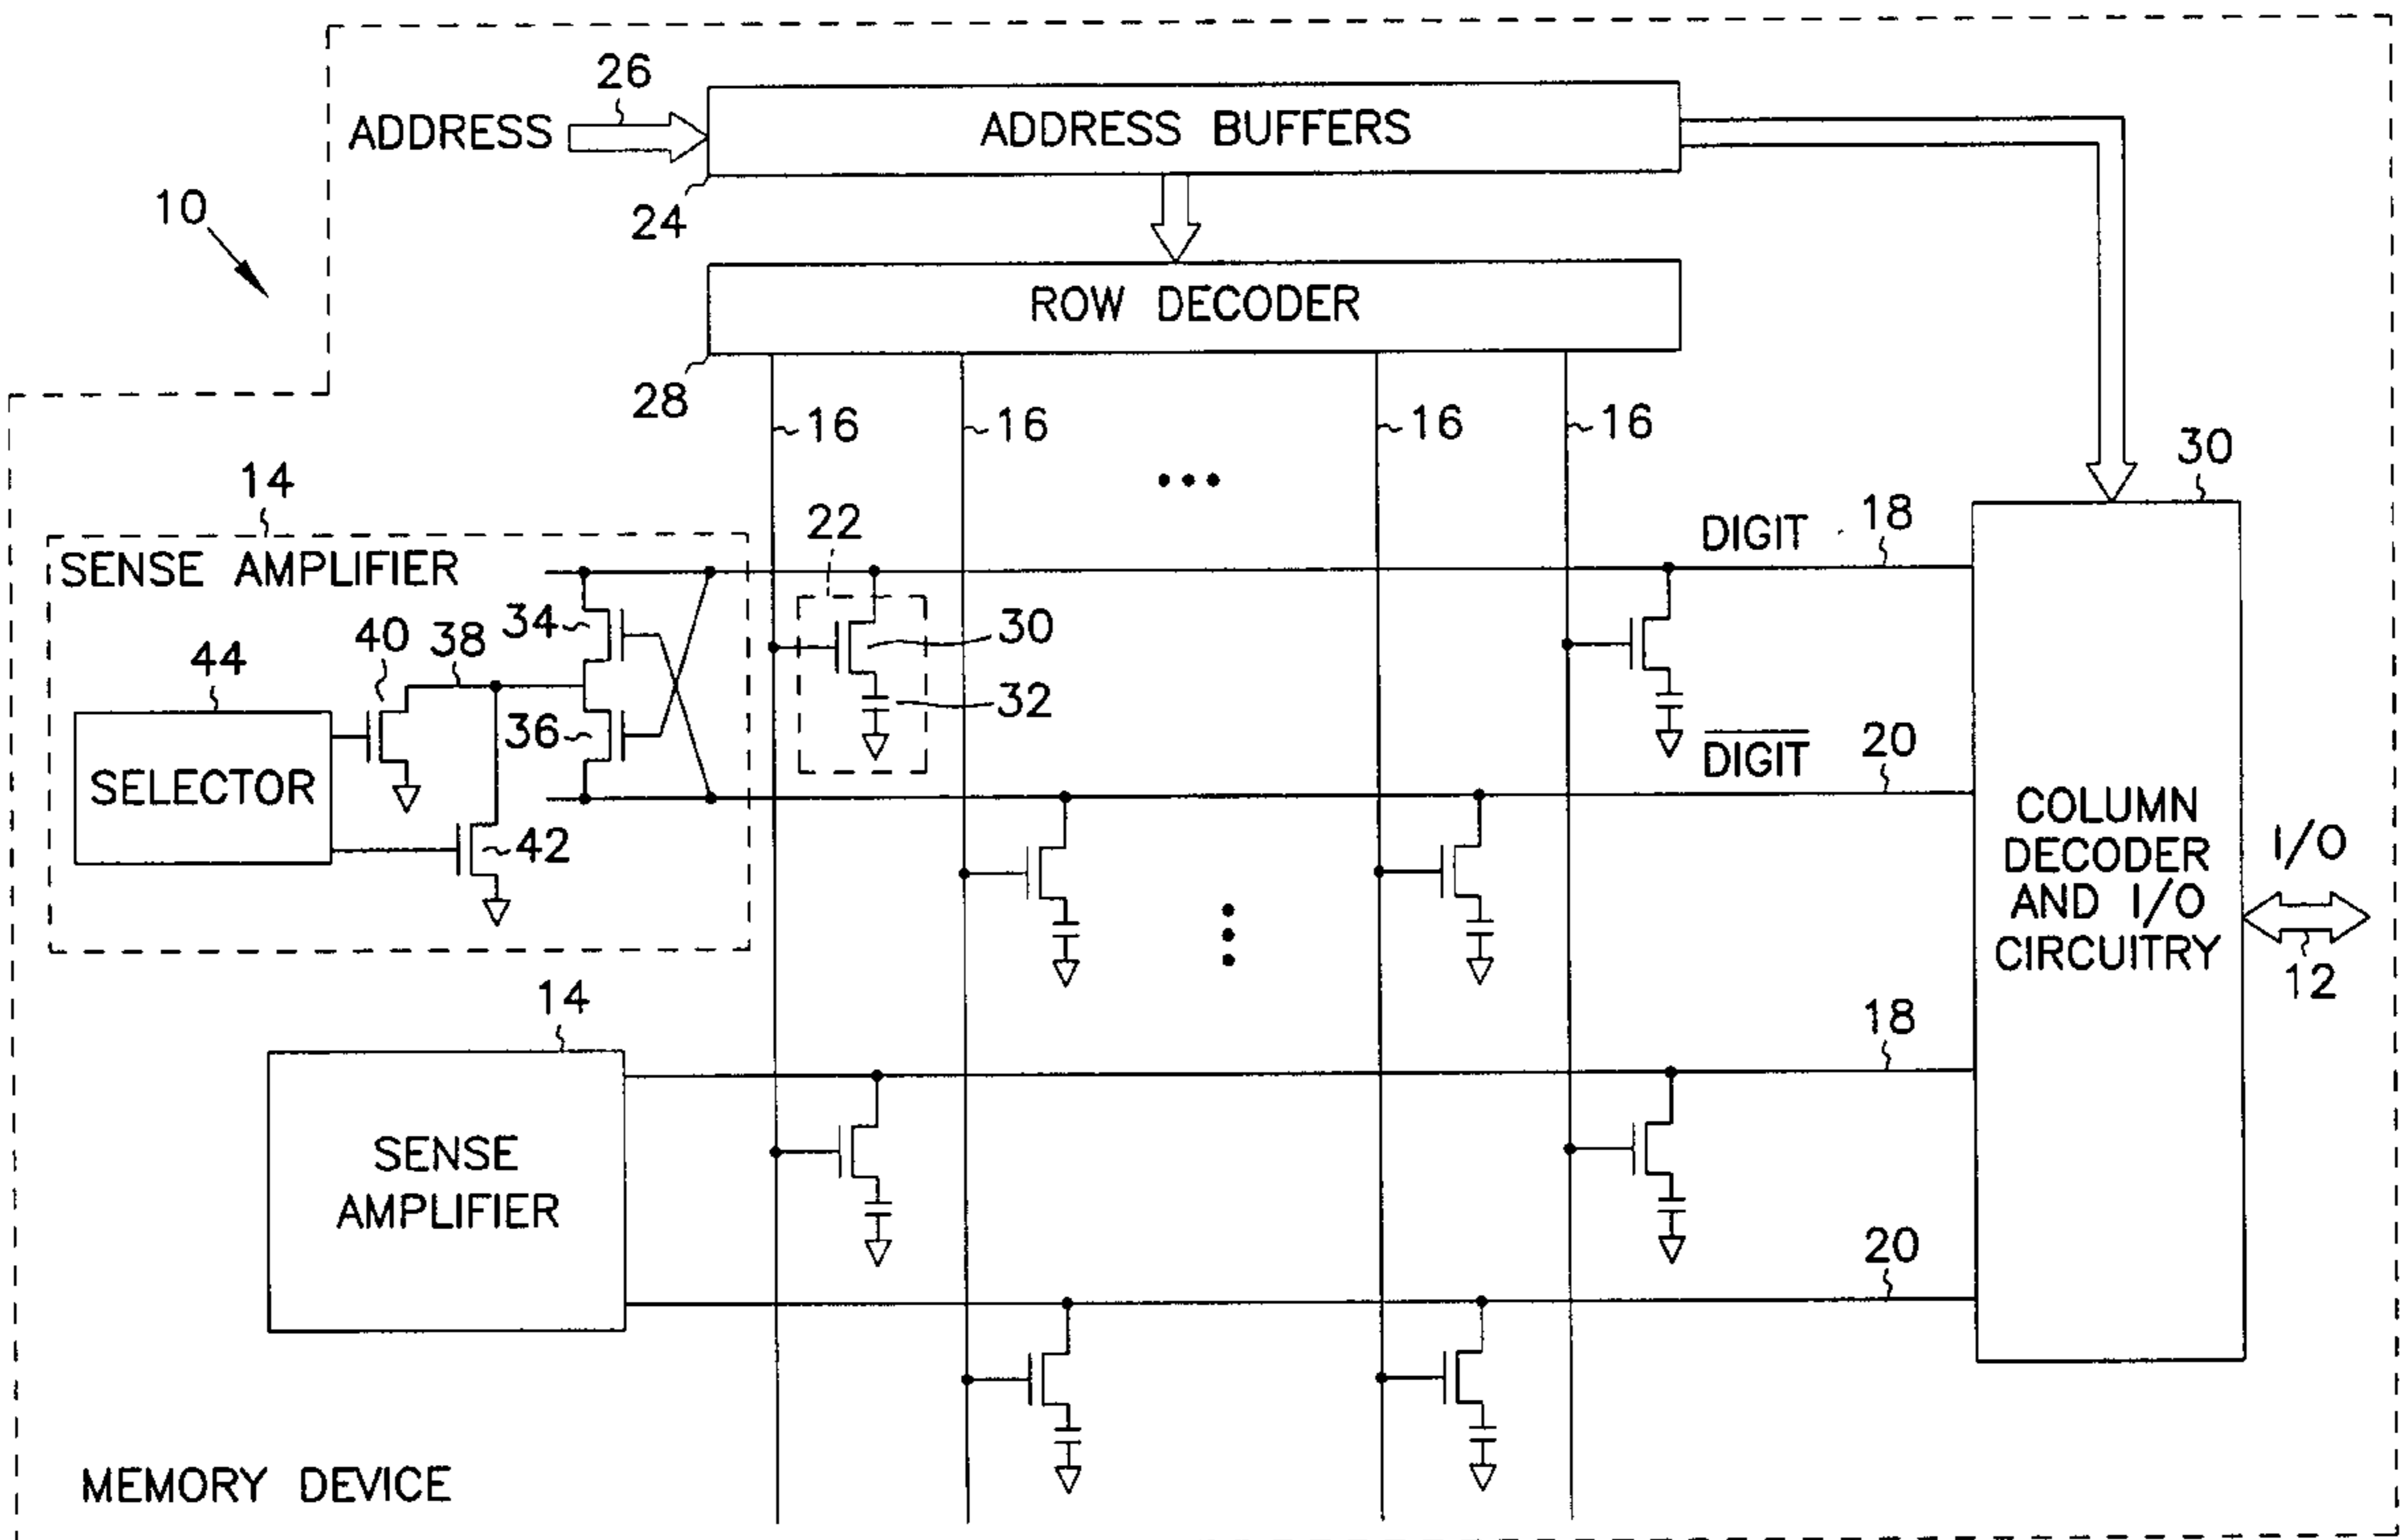 26
ADDRESS
ADDRESS BUFFERS
10
24
ROW DECODER
28
16
16
16
16
30
14
22
DIGIT
18
SENSE AMPLIFIER
34
40
38
30
44
32
36
DIGIT
20
SELECTOR
42
COLUMN
DECODER
AND I/O
CIRCUITRY
I/O
12
14
18
SENSE
AMPLIFIER
20
MEMORY DEVICE